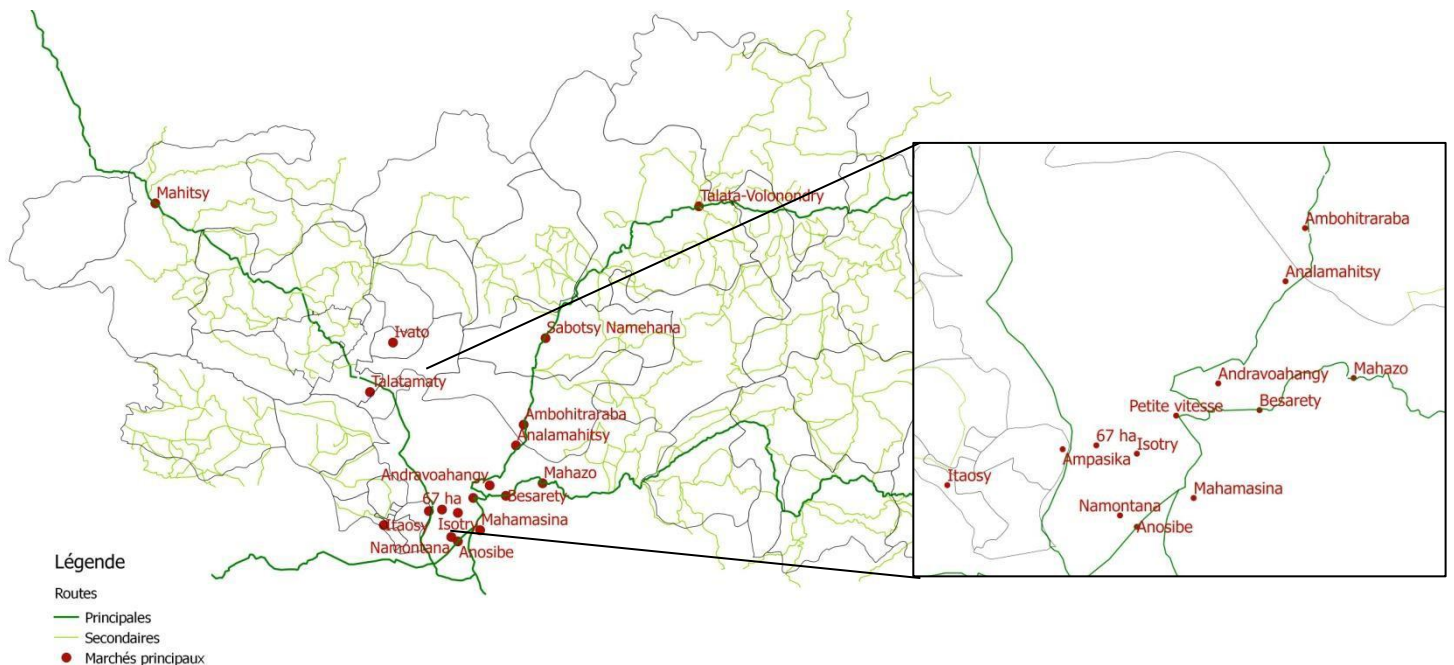 Mahitsy
Talata-Volonondry
Ivato
Sabotsy Namehana
Talatamaty
Ambohitraraba
Analamahitsy
Andravoahangy
Mahazo
67 ha
Besarety
Itaosy
Isotry
Mahamasina
Namontana
Anosibe
Légende
Routes
Principales
Secondaires
Marchés principaux
Ambohitraraba
Analamahitsy
Andravoahangy
Mahazo
Petite vitesse
Besarety
67 ha
Isotry
Ampasika
Itaosy
Mahamasina
Namontana
Anosibe